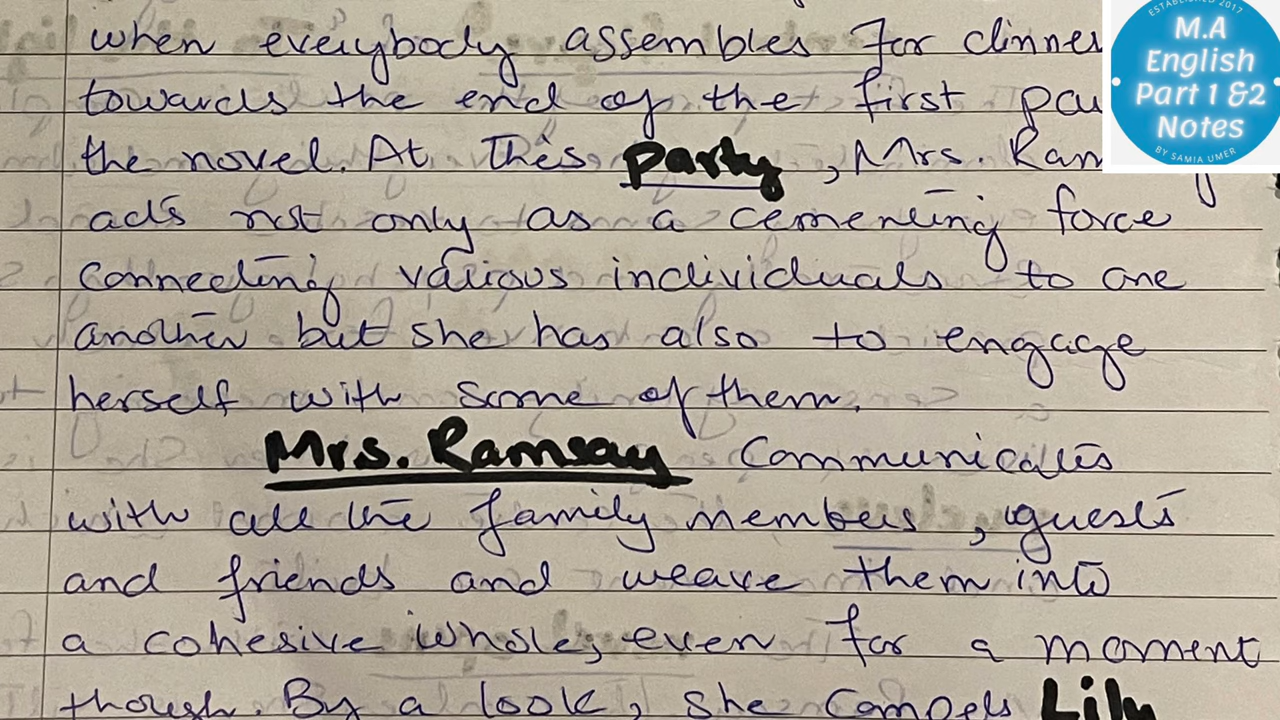 when everybody assembles for dinner
towards the end of the first pa
the novel. At this party, Mrs. Ram
acts not only as a cementing force
connecting various individuals to one
another but she has also to engage
herself with some of them.
Mrs. Ramsay Communicates
with all the family members, guests
and friends and weave them into
a cohesive whole, even for a moment
though. By a look, she compels Lily
ESTABLISHED 2017
M.A
English
Part 1 &2
Notes
BY SAMIA UMER